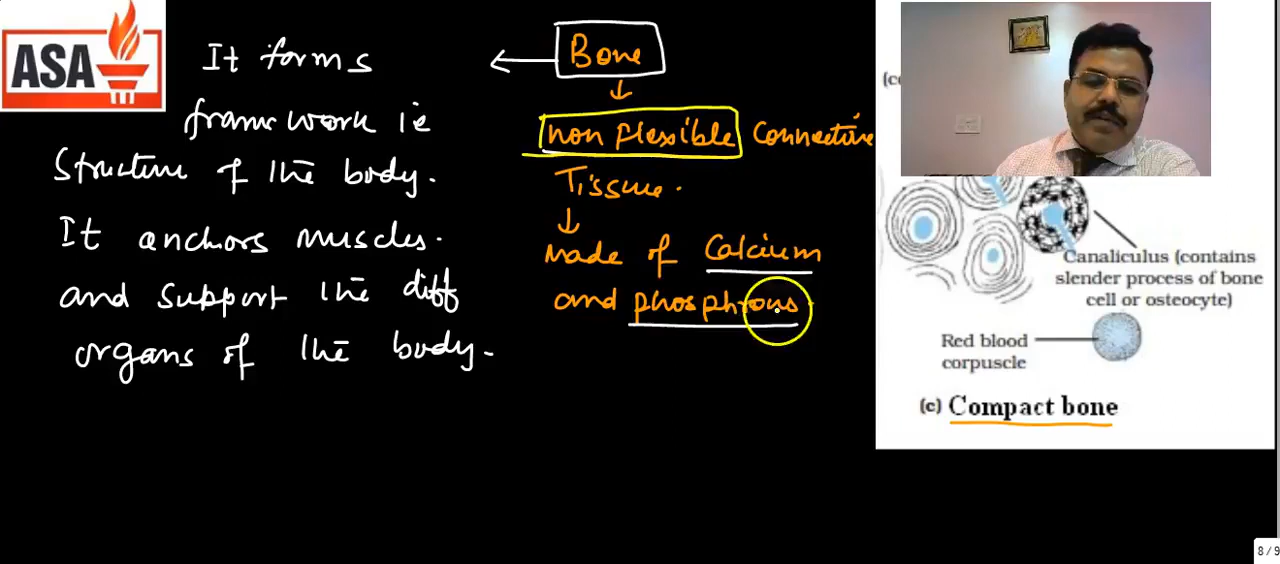 ASA
It forms
framework ie
structure of the body.
It anchors muscles.
and support the diff
organs of the body.
Bone
non flexible connective
Tissue.
Made of Calcium
and phosphrous
(co
Canaliculus (contains
slender process of bone
cell or osteocyte)
Red blood
corpuscle
(c) Compact bone
8/9